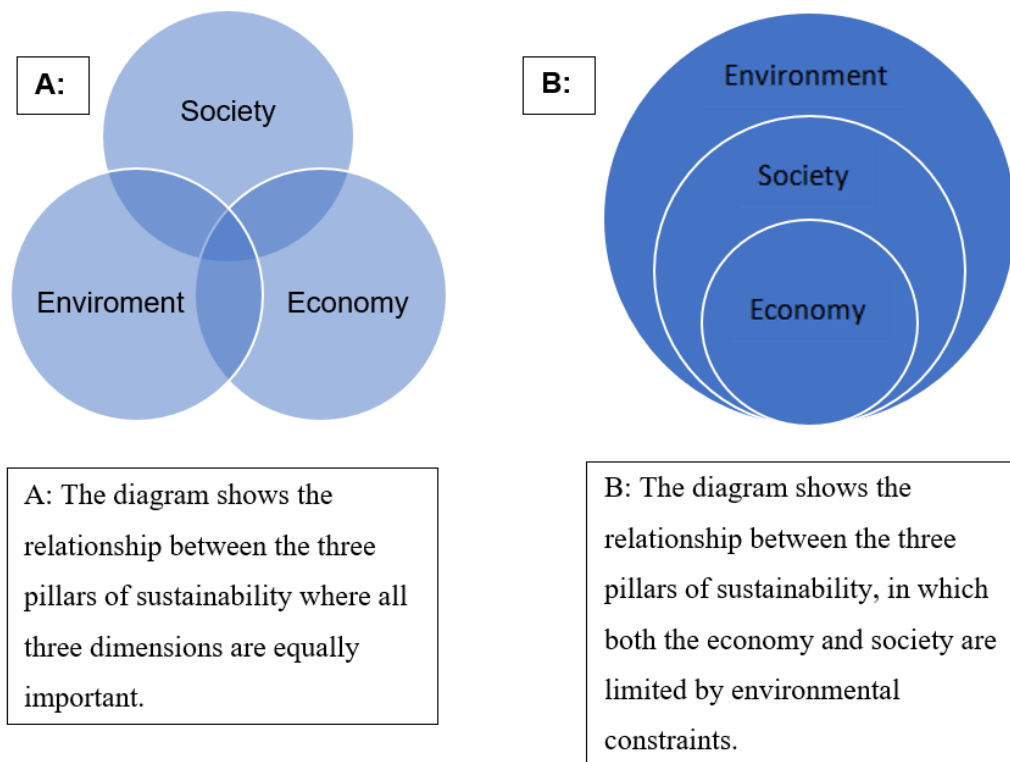 A:
Society
Enviroment
Economy
B:
Environment
Society
Economy
A: The diagram shows the
relationship between the three
pillars of sustainability where all
three dimensions are equally
important.
B: The diagram shows the
relationship between the three
pillars of sustainability, in which
both the economy and society are
limited by environmental
constraints.